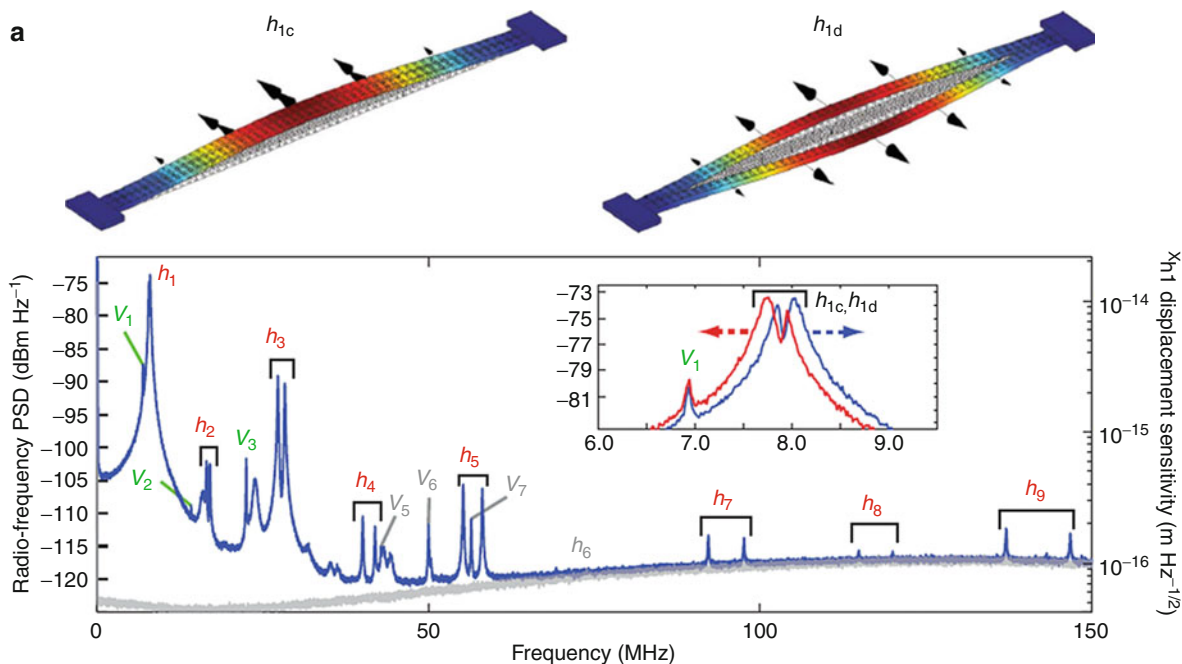 a
h1c
h1d
Radio-frequency PSD (dBm Hz−1)
−75
−80
−85
−90
−95
−100
−105
−110
−115
−120
h1
V1
V2
h2
V3
h3
h4
V5
V6
h5
V7
h6
h7
h8
h9
−73
−75
−77
−79
−81
h1c,h1d
V1
6.0 7.0 8.0 9.0
10−14
10−15
10−16
xh1 displacement sensitivity (m Hz−1/2)
0 50 100 150
Frequency (MHz)